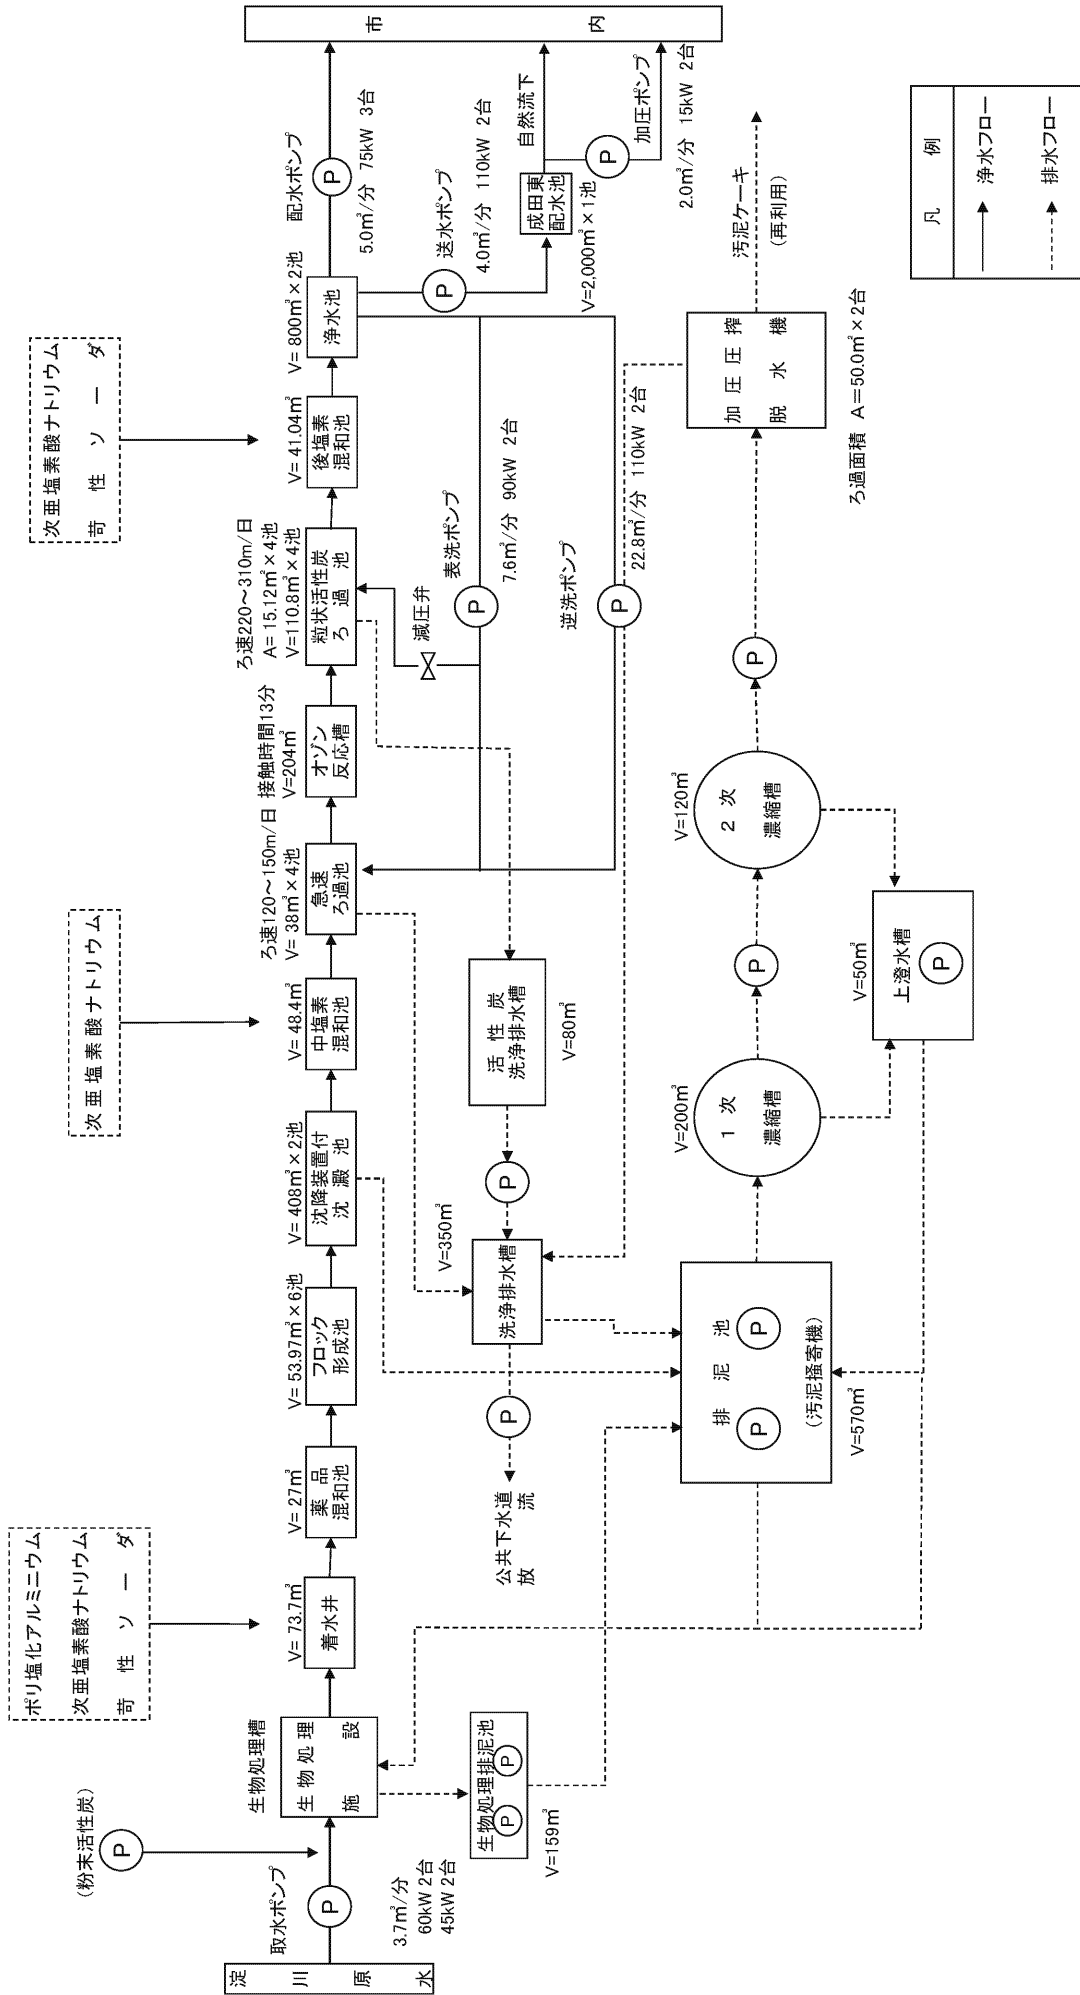 淀川原水
取水ポンプ
P
3.7㎥/分
60kW 2台
45kW 2台
(粉末活性炭)
P
生物処理槽
生物処理
施設
生物処理排泥池
P P
V=159㎥
ポリ塩化アルミニウム
次亜塩素酸ナトリウム
苛性ソーダ
V= 73.7㎥
着水井
V= 27㎥
薬品
混和池
V= 53.97㎥×6池
フロック
形成池
V= 408㎥×2池
沈降装置付
沈澱池
次亜塩素酸ナトリウム
V= 48.4㎥
中塩素
混和池
ろ速120～150m/日
V= 38㎥×4池
急速
ろ過池
接触時間13分
V=204㎥
オゾン
反応槽
ろ速220～310m/日
A= 15.12㎡×4池
V=110.8㎥×4池
粒状活性炭
ろ過池
次亜塩素酸ナトリウム
苛性ソーダ
V= 41.04㎥
後塩素
混和池
V= 800㎥×2池
浄水池
配水ポンプ
P
5.0㎥/分 75kW 3台
送水ポンプ
P
4.0㎥/分 110kW 2台
成田東
配水池
V=2,000㎥×1池
自然流下
P
加圧ポンプ
2.0㎥/分 15kW 2台
市内
減圧弁
表洗ポンプ
P
7.6㎥/分 90kW 2台
逆洗ポンプ
P
22.8㎥/分 110kW 2台
活性炭
洗浄排水槽
V=80㎥
P
V=350㎥
洗浄排水槽
P
公共下水道
放流
排泥池
P P
(汚泥掻寄機)
V=570㎥
V=200㎥
1次
濃縮槽
P
V=120㎥
2次
濃縮槽
P
V=50㎥
上澄水槽
P
加圧圧搾
脱水機
ろ過面積 A＝50.0㎡×2台
汚泥ケーキ
(再利用)
凡例
浄水フロー
排水フロー